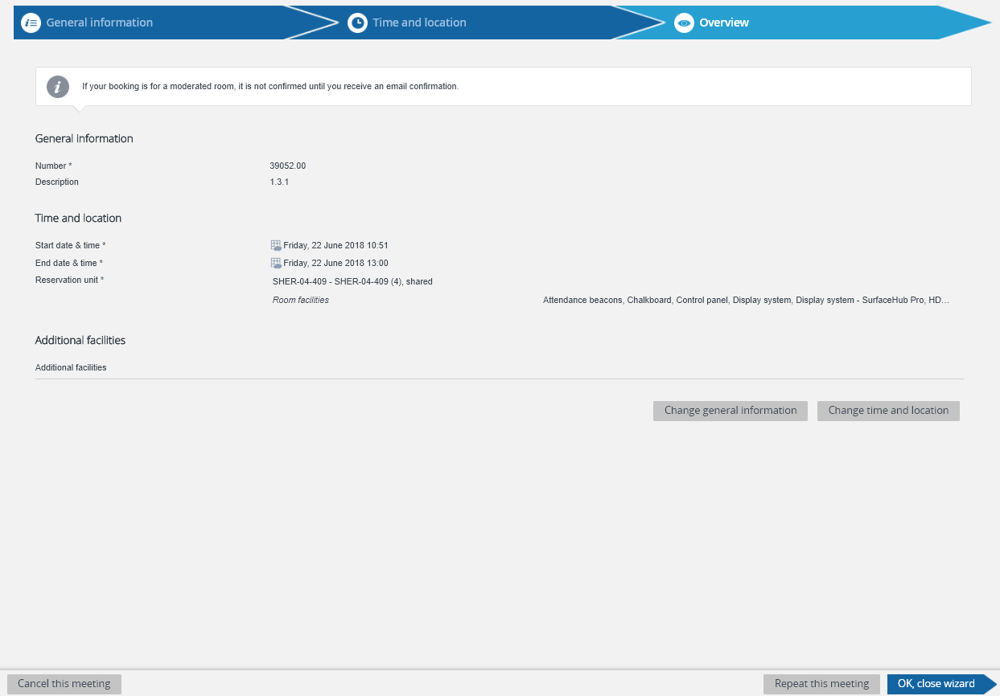 General information
Time and location
Overview
If your booking is for a moderated room, it is not confirmed until you receive an email confirmation.
General information
Number * 39052.00
Description 1.3.1
Time and location
Start date & time * Friday, 22 June 2018 10:51
End date & time * Friday, 22 June 2018 13:00
Reservation unit * SHER-04-409 - SHER-04-409 (4), shared
Room facilities Attendance beacons, Chalkboard, Control panel, Display system, Display system - SurfaceHub Pro, HD...
Additional facilities
Additional facilities
Change general information Change time and location
Cancel this meeting Repeat this meeting OK, close wizard